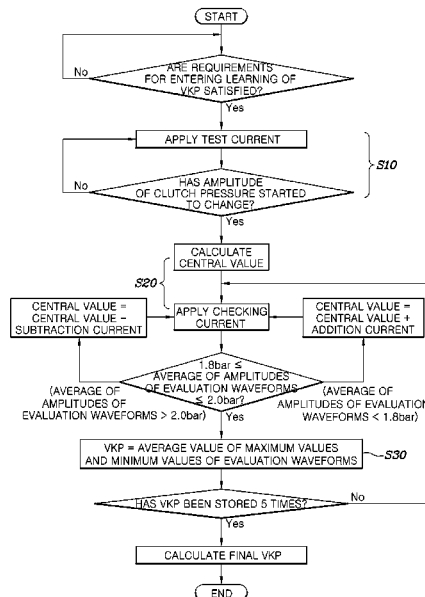 START
ARE REQUIREMENTS
FOR ENTERING LEARNING OF
VKP SATISFIED?
No
Yes
APPLY TEST CURRENT
S10
HAS AMPLITUDE
OF CLUTCH PRESSURE STARTED
TO CHANGE?
No
Yes
CALCULATE
CENTRAL VALUE
S20
CENTRAL VALUE =
CENTRAL VALUE -
SUBTRACTION CURRENT
APPLY CHECKING
CURRENT
CENTRAL VALUE =
CENTRAL VALUE +
ADDITION CURRENT
1.8bar ≤
AVERAGE OF AMPLITUDES
OF EVALUATION WAVEFORMS
≤ 2.0bar?
(AVERAGE OF
AMPLITUDES OF
EVALUATION WAVEFORMS > 2.0bar)
(AVERAGE OF
AMPLITUDES OF EVALUATION
WAVEFORMS < 1.8bar)
Yes
VKP = AVERAGE VALUE OF MAXIMUM VALUES
AND MINIMUM VALUES OF EVALUATION WAVEFORMS
S30
HAS VKP BEEN STORED 5 TIMES?
No
Yes
CALCULATE FINAL VKP
END